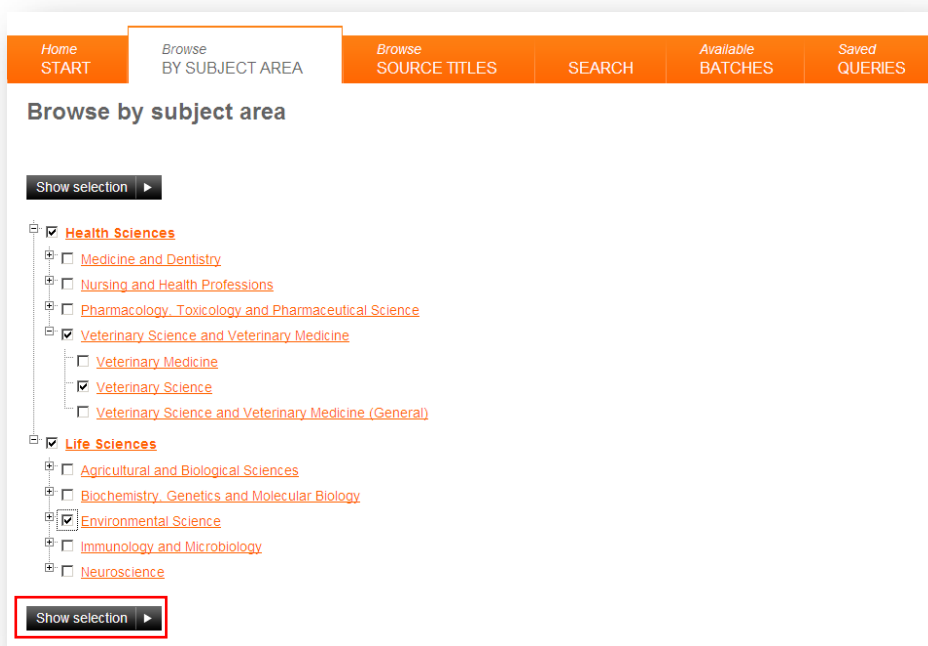 Home Browse Browse Available Saved
START BY SUBJECT AREA SOURCE TITLES SEARCH BATCHES QUERIES
Browse by subject area
Show selection
Health Sciences
Medicine and Dentistry
Nursing and Health Professions
Pharmacology, Toxicology and Pharmaceutical Science
Veterinary Science and Veterinary Medicine
Veterinary Medicine
Veterinary Science
Veterinary Science and Veterinary Medicine (General)
Life Sciences
Agricultural and Biological Sciences
Biochemistry, Genetics and Molecular Biology
Environmental Science
Immunology and Microbiology
Neuroscience
Show selection